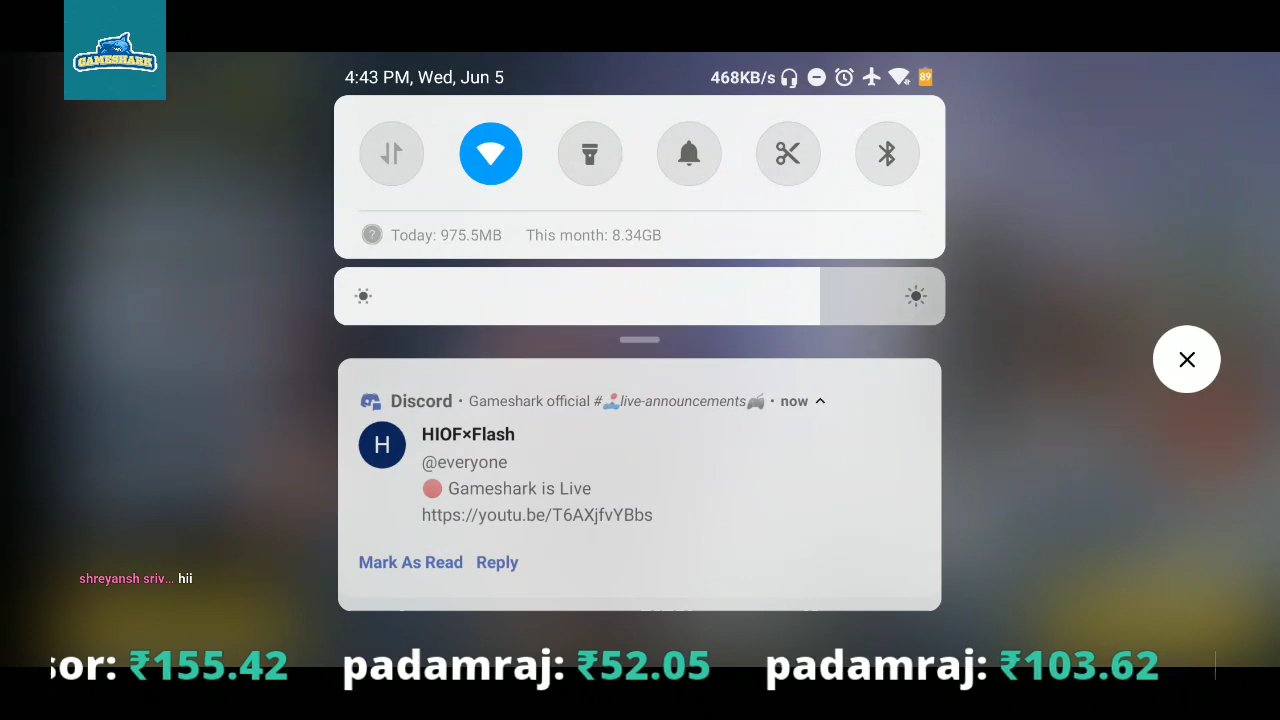 GAMESHARK
4:43 PM, Wed, Jun 5
468KB/s 89
Today: 975.5MB This month: 8.34GB
Discord · Gameshark official #live-announcements · now
H
HIOF×Flash
@everyone
Gameshark is Live
https://youtu.be/T6AXjfvYBbs
Mark As Read Reply
shreyansh sriv... hii
sor: ₹155.42 padamraj: ₹52.05 padamraj: ₹103.62